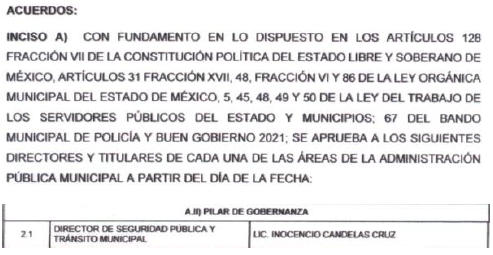 ACUERDOS:
INCISO A) CON FUNDAMENTO EN LO DISPUESTO EN LOS ARTÍCULOS 128
FRACCIÓN VII DE LA CONSTITUCIÓN POLÍTICA DEL ESTADO LIBRE Y SOBERANO DE
MÉXICO, ARTÍCULOS 31 FRACCIÓN XVII, 48, FRACCIÓN VI Y 86 DE LA LEY ORGÁNICA
MUNICIPAL DEL ESTADO DE MÉXICO, 5, 45, 48, 49 Y 50 DE LA LEY DEL TRABAJO DE
LOS SERVIDORES PÚBLICOS DEL ESTADO Y MUNICIPIOS; 67 DEL BANDO
MUNICIPAL DE POLICÍA Y BUEN GOBIERNO 2021; SE APRUEBA A LOS SIGUIENTES
DIRECTORES Y TITULARES DE CADA UNA DE LAS ÁREAS DE LA ADMINISTRACIÓN
PÚBLICA MUNICIPAL A PARTIR DEL DÍA DE LA FECHA:
A.II) PILAR DE GOBERNANZA
2.1 DIRECTOR DE SEGURIDAD PÚBLICA Y
TRÁNSITO MUNICIPAL
LIC. INOCENCIO CANDELAS CRUZ